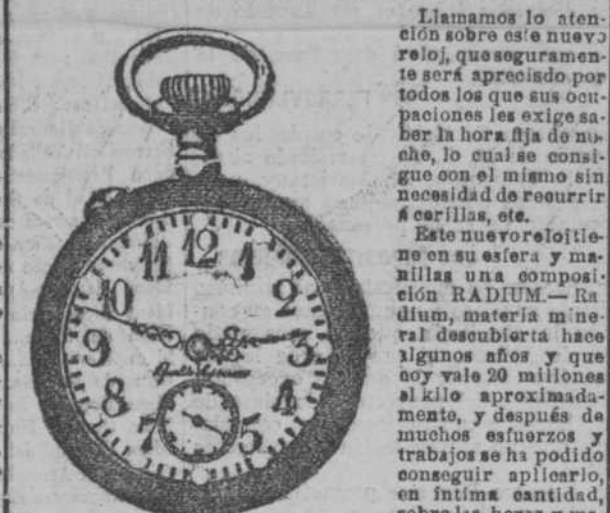 Llamamos lo aten-
ción sobre este nuevo
reloj, que seguramen-
te será apreciado por
todos los que sus ocu-
paciones les exige sa-
ber la hora fija de no-
che, lo cual se consi-
gue con el mismo sin
necesidad de recurrir
á cerillas, etc.
Este nuevo reloj tie-
ne en su esfera y ma-
nillas una composi-
ción RADIUM.— Ra
dium, materia mine-
ral descubierta hace
algunos años y que
hoy vale 20 millones
el kilo aproximada-
mente, y después de
muchos esfuerzos y
trabajos se ha podido
conseguir aplicarlo,
en íntima cantidad,
sobre las horas y ma-
12
1
2
3
4
5
7
8
9
10
11